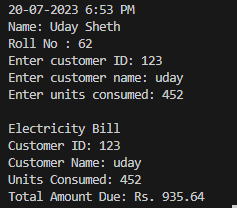 20-07-2023 6:53 PM
Name: Uday Sheth
Roll No : 62
Enter customer ID: 123
Enter customer name: uday
Enter units consumed: 452
Electricity Bill
Customer ID: 123
Customer Name: uday
Units Consumed: 452
Total Amount Due: Rs. 935.64